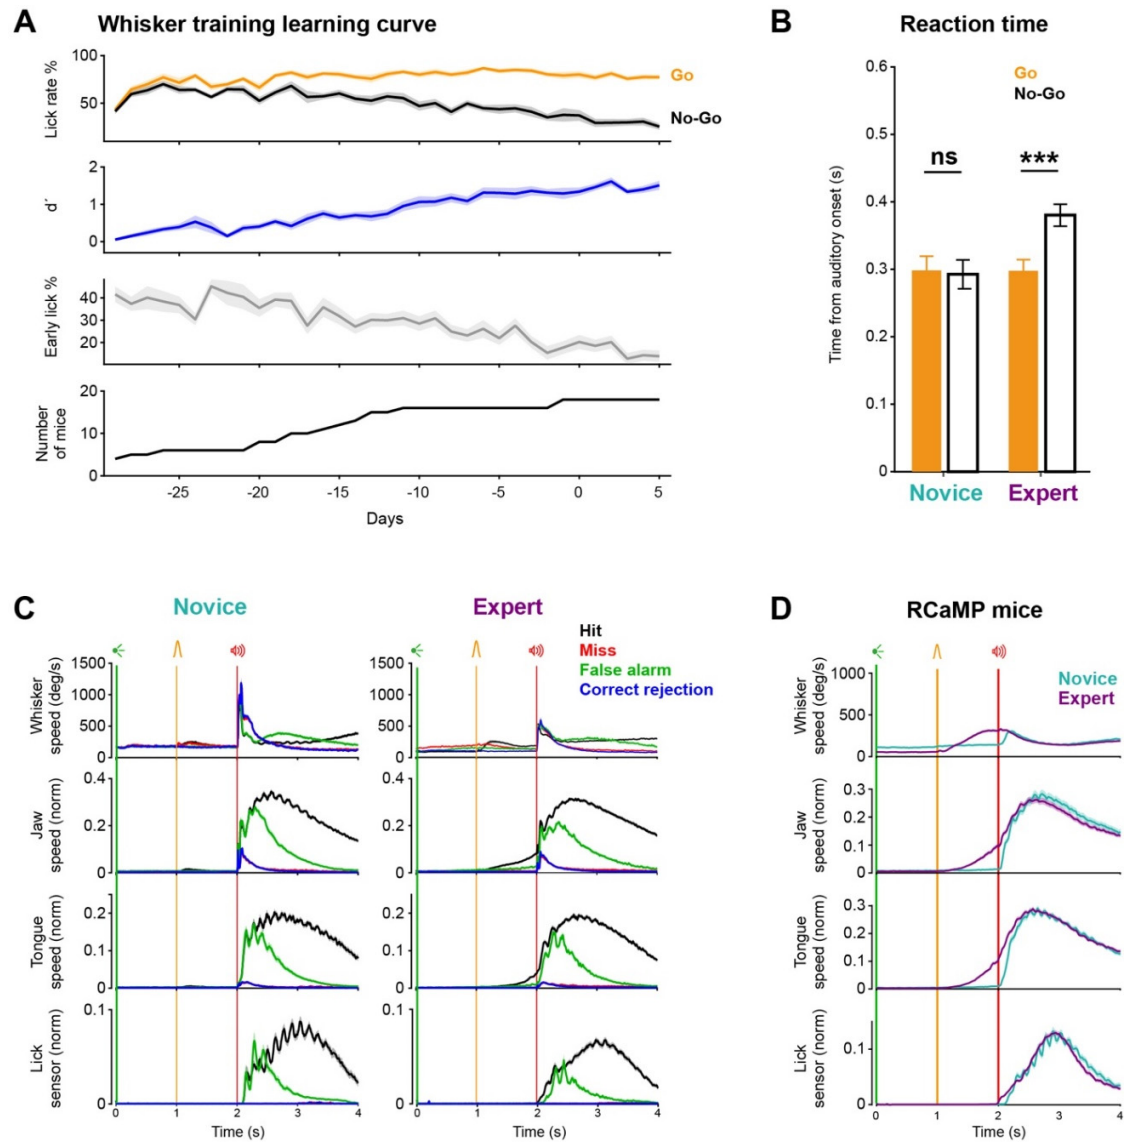 A
Whisker training learning curve
Lick rate %
100
50
Go
No-Go
d´
2
1
0
Early lick %
40
30
20
Number
of mice
20
10
0
-25 -20 -15 -10 -5 0 5
Days
B
Reaction time
Time from auditory onset (s)
0.6
0.5
0.4
0.3
0.2
0.1
0
Go
No-Go
ns
***
Novice Expert
C
Novice
Expert
Hit
Miss
False alarm
Correct rejection
Whisker
speed (deg/s)
1500
1000
500
0
1500
1000
500
0
Jaw
speed (norm)
0.4
0.2
0
0.4
0.2
0
Tongue
speed (norm)
0.2
0.1
0
0.2
0.1
0
Lick
sensor (norm)
0.1
0
0.1
0
0 1 2 3 4
Time (s)
0 1 2 3 4
Time (s)
D
RCaMP mice
Novice
Expert
Whisker
speed (deg/s)
1000
500
0
Jaw
speed (norm)
0.3
0.2
0.1
0
Tongue
speed (norm)
0.3
0.2
0.1
0
Lick
sensor (norm)
0.1
0
0 1 2 3 4
Time (s)